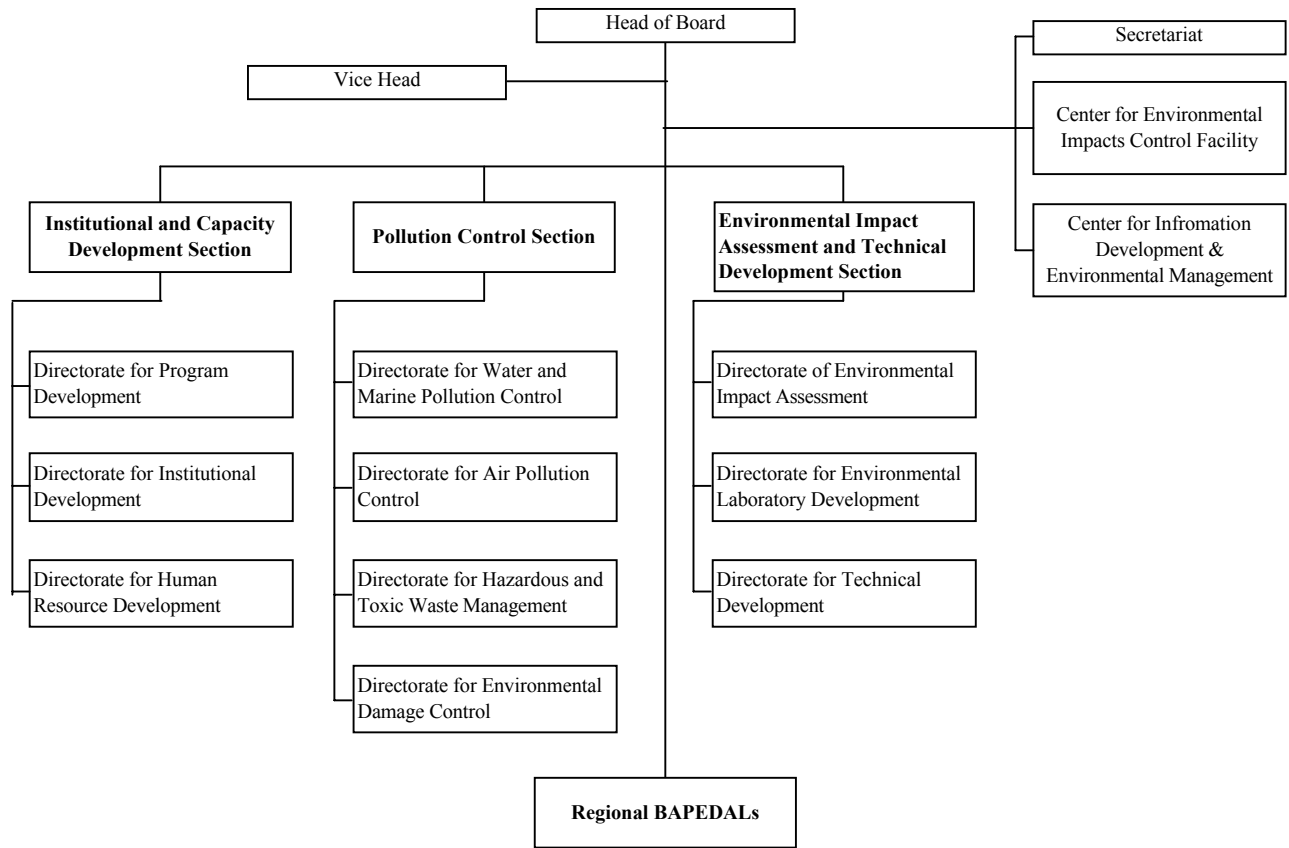 Head of Board
Secretariat
Vice Head
Center for Environmental
Impacts Control Facility
Center for Infromation
Development &
Environmental Management
Institutional and Capacity
Development Section
Pollution Control Section
Environmental Impact
Assessment and Technical
Development Section
Directorate for Program
Development
Directorate for Institutional
Development
Directorate for Human
Resource Development
Directorate for Water and
Marine Pollution Control
Directorate for Air Pollution
Control
Directorate for Hazardous and
Toxic Waste Management
Directorate for Environmental
Damage Control
Directorate of Environmental
Impact Assessment
Directorate for Environmental
Laboratory Development
Directorate for Technical
Development
Regional BAPEDALs